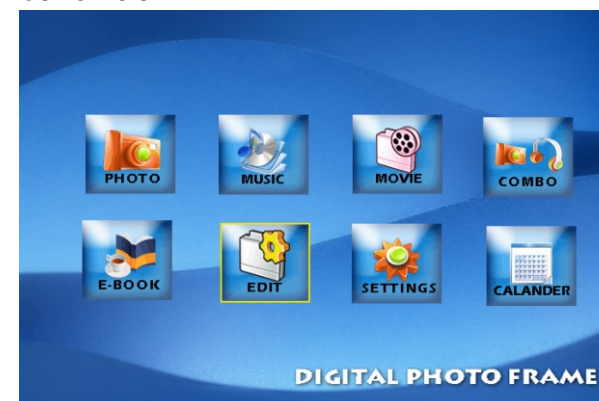 PHOTO MUSIC MOVIE COMBO
E-BOOK EDIT SETTINGS CALANDER
DIGITAL PHOTO FRAME